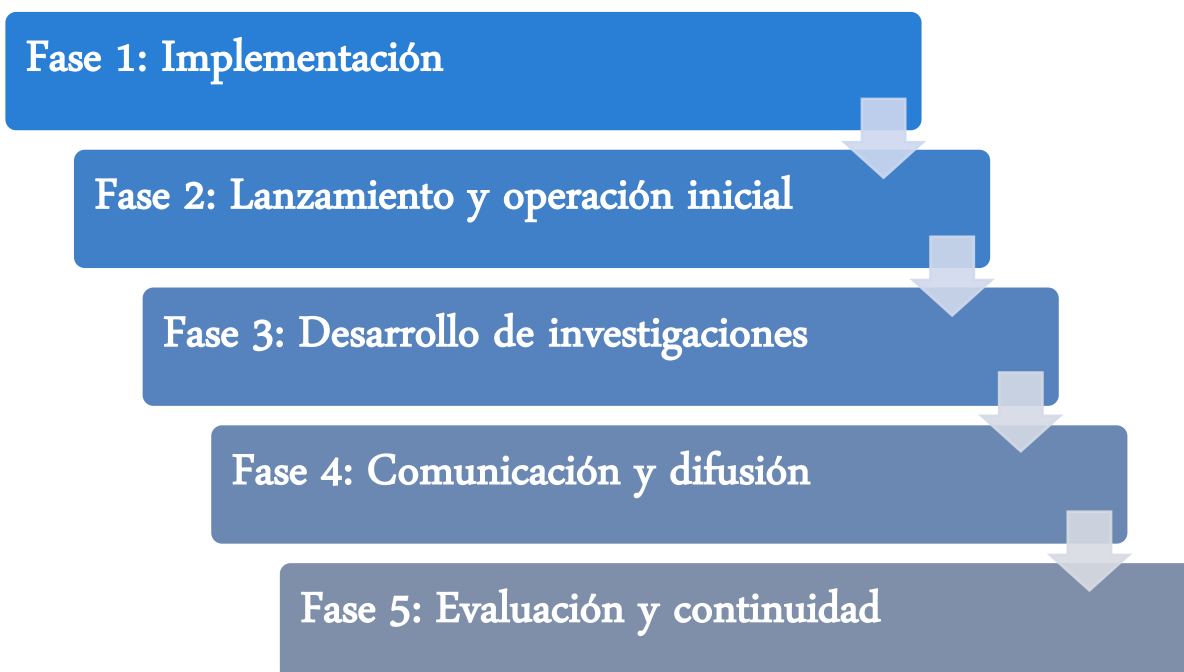 Fase 1: Implementación
Fase 2: Lanzamiento y operación inicial
Fase 3: Desarrollo de investigaciones
Fase 4: Comunicación y difusión
Fase 5: Evaluación y continuidad